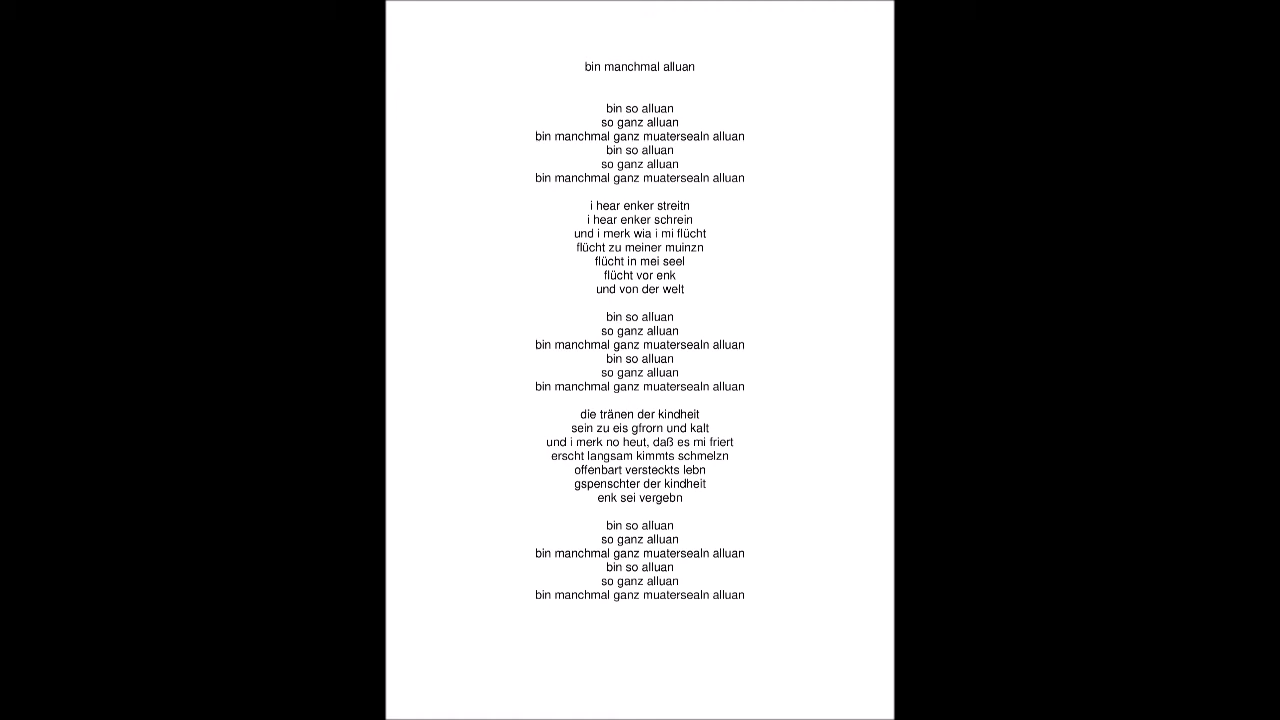 bin manchmal alluan
bin so alluan
so ganz alluan
bin manchmal ganz muatersealn alluan
bin so alluan
so ganz alluan
bin manchmal ganz muatersealn alluan
i hear enker streitn
i hear enker schrein
und i merk wia i mi flücht
flücht zu meiner muinzn
flücht in mei seel
flücht vor enk
und von der welt
bin so alluan
so ganz alluan
bin manchmal ganz muatersealn alluan
bin so alluan
so ganz alluan
bin manchmal ganz muatersealn alluan
die tränen der kindheit
sein zu eis gfrorn und kalt
und i merk no heut, daß es mi friert
erscht langsam kimmts schmelzn
offenbart versteckts lebn
gspenschter der kindheit
enk sei vergebn
bin so alluan
so ganz alluan
bin manchmal ganz muatersealn alluan
bin so alluan
so ganz alluan
bin manchmal ganz muatersealn alluan